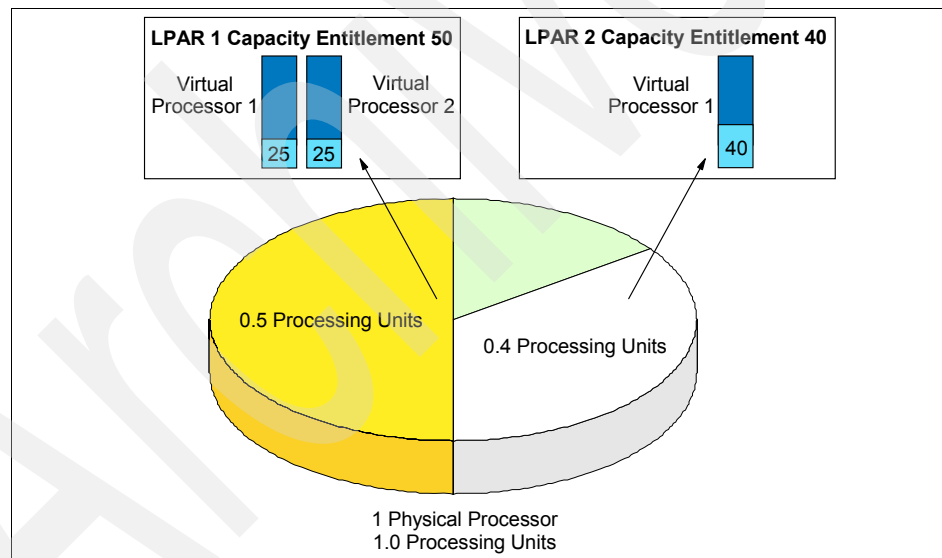 LPAR 1 Capacity Entitlement 50
Virtual
Processor 1
Virtual
Processor 2
25
25
LPAR 2 Capacity Entitlement 40
Virtual
Processor 1
40
0.5 Processing Units
0.4 Processing Units
1 Physical Processor
1.0 Processing Units